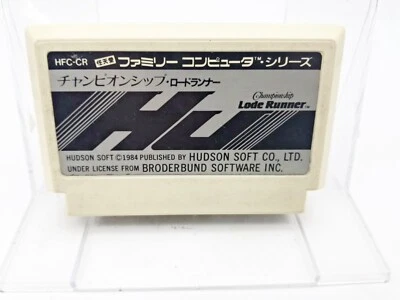 HFC-CR 任天堂 ファミリー コンピュータ™・シリーズ
チャンピオンシップ・ロードランナー
Championship
Lode Runner™
HU
HUDSON SOFT ©1984 PUBLISHED BY HUDSON SOFT CO., LTD.
UNDER LICENSE FROM BRODERBUND SOFTWARE INC.